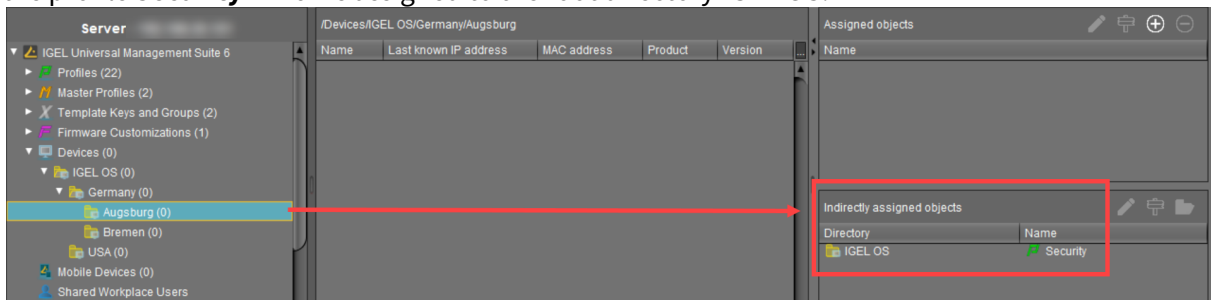 Server
IGEL Universal Management Suite 6
Profiles (22)
Master Profiles (2)
Template Keys and Groups (2)
Firmware Customizations (1)
Devices (0)
IGEL OS (0)
Germany (0)
Augsburg (0)
Bremen (0)
USA (0)
Mobile Devices (0)
Shared Workplace Users
/Devices/IGEL OS/Germany/Augsburg
Name Last known IP address MAC address Product Version ...
Assigned objects
Name
Indirectly assigned objects
Directory Name
IGEL OS Security